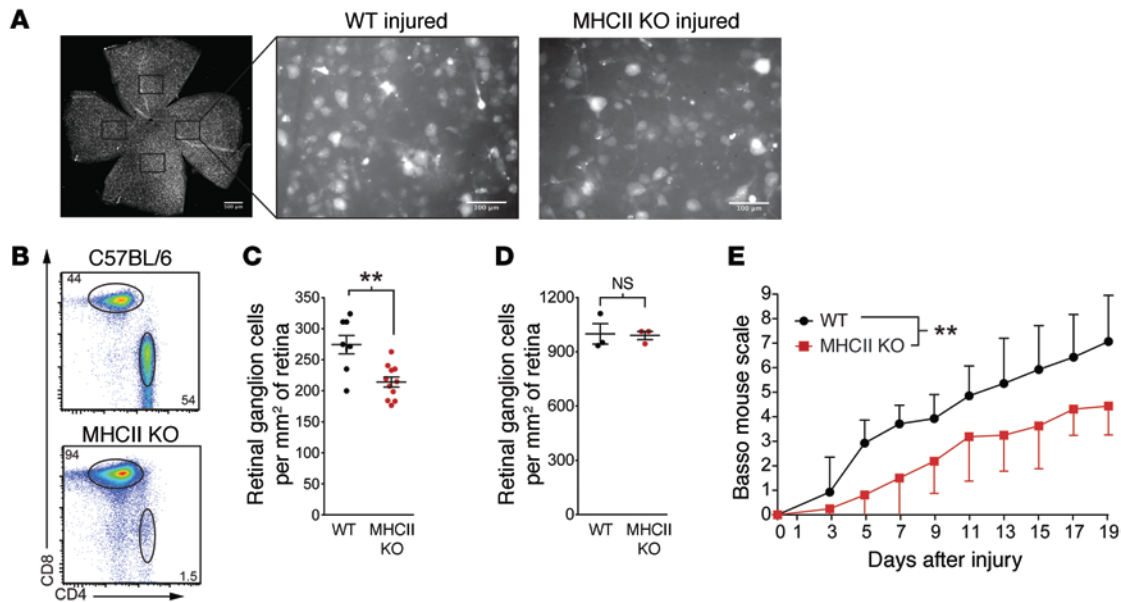 A
WT injured
MHCII KO injured
100 µm
100 µm
100 µm
B
C57BL/6
44
54
MHCII KO
94
1.5
CD8
CD4
C
**
Retinal ganglion cells
per mm² of retina
350
300
250
200
150
100
50
0
WT
MHCII
KO
D
NS
Retinal ganglion cells
per mm² of retina
1200
900
600
300
0
WT
MHCII
KO
E
Basso mouse scale
9
8
7
6
5
4
3
2
1
0
WT
MHCII KO
**
0 1 3 5 7 9 11 13 15 17 19
Days after injury